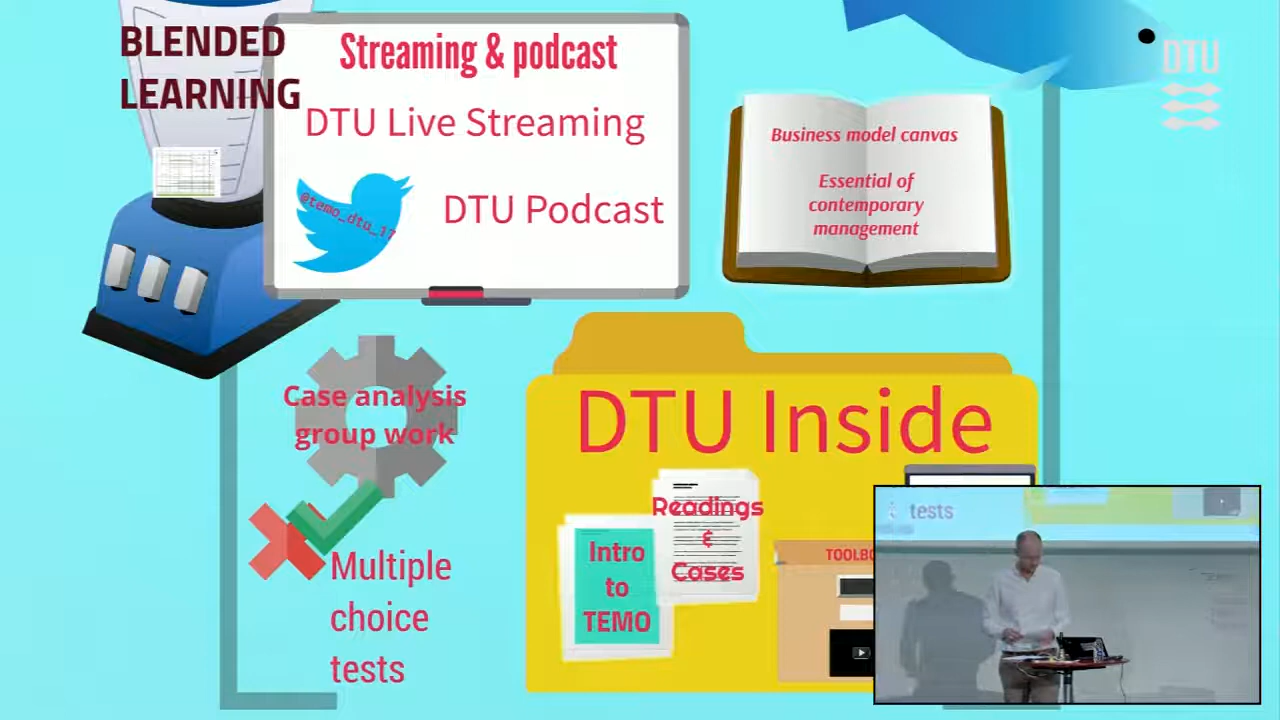 BLENDED
LEARNING
Streaming & podcast
DTU Live Streaming
@temo_dtu_17
DTU Podcast
Business model canvas
Essential of
contemporary
management
DTU
Case analysis
group work
Multiple
choice
tests
DTU Inside
Readings
&
Cases
Intro
to
TEMO
tests